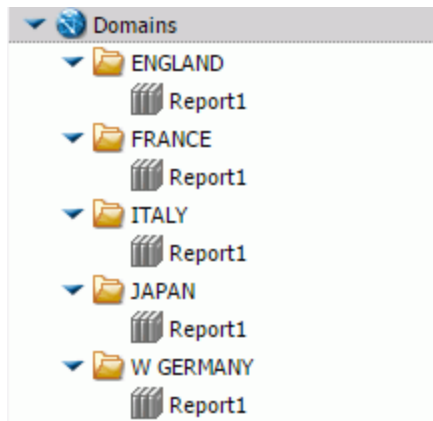 Domains
ENGLAND
Report1
FRANCE
Report1
ITALY
Report1
JAPAN
Report1
W GERMANY
Report1